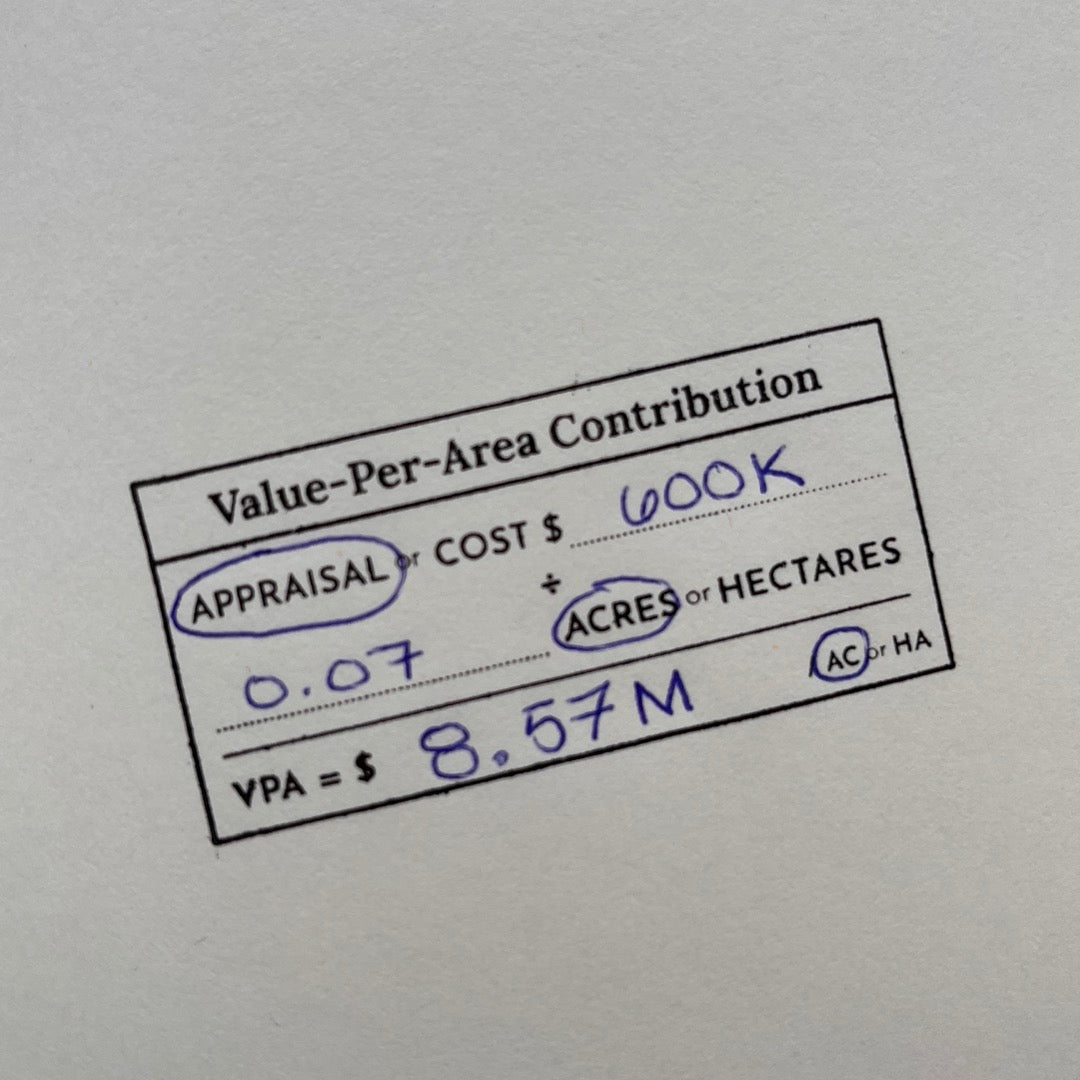 Value-Per-Area Contribution
APPRAISAL or COST $ 600K
÷
0.07 ACRES or HECTARES
VPA = $ 8.57M AC or HA